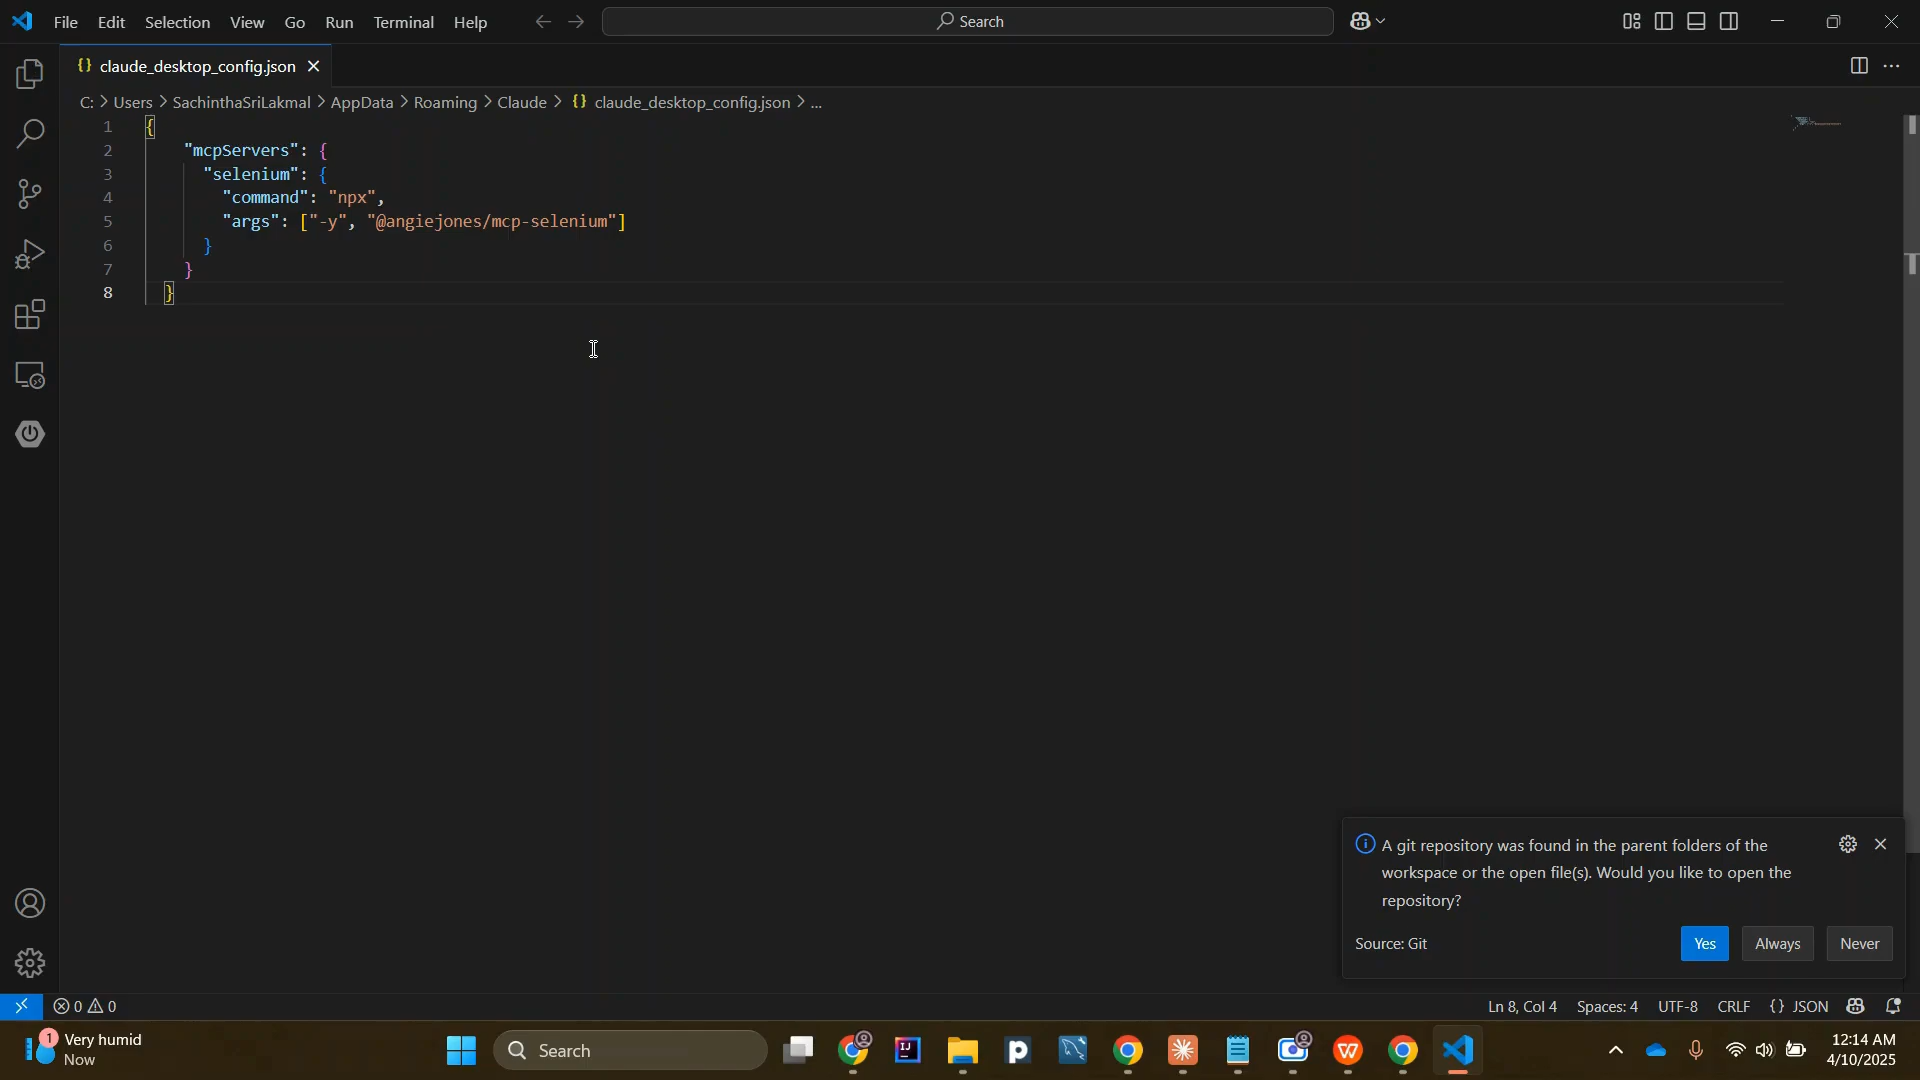 File Edit Selection View Go Run Terminal Help
Search
claude_desktop_config.json
C: > Users > SachinthaSriLakmal > AppData > Roaming > Claude > {} claude_desktop_config.json > ...
1 {
2 "mcpServers": {
3 "selenium": {
4 "command": "npx",
5 "args": ["-y", "@angiejones/mcp-selenium"]
6 }
7 }
8 }
A git repository was found in the parent folders of the
workspace or the open file(s). Would you like to open the
repository?
Source: Git
Yes Always Never
0 0
Ln 8, Col 4 Spaces: 4 UTF-8 CRLF {} JSON
1 Very humid
Now
Search
12:14 AM
4/10/2025